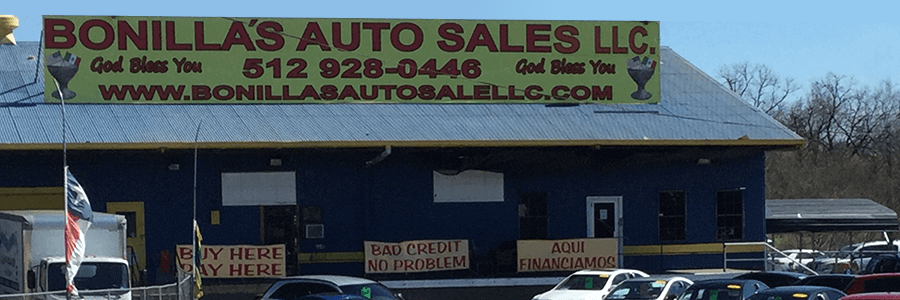 BONILLA'S AUTO SALES LLC.
God Bless You 512 928-0446 God Bless You
WWW.BONILLASAUTOSALELLC.COM
BUY HERE
PAY HERE
BAD CREDIT
NO PROBLEM
AQUI
FINANCIAMOS